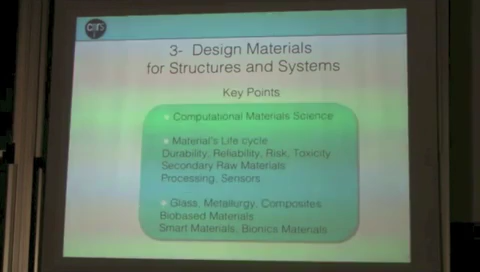 cnrs
3- Design Materials
for Structures and Systems
Key Points
Computational Materials Science
Material's Life cycle
Durability, Reliability, Risk, Toxicity
Secondary Raw Materials
Processing, Sensors
Glass, Metallurgy, Composites
Biobased Materials
Smart Materials, Bionics Materials